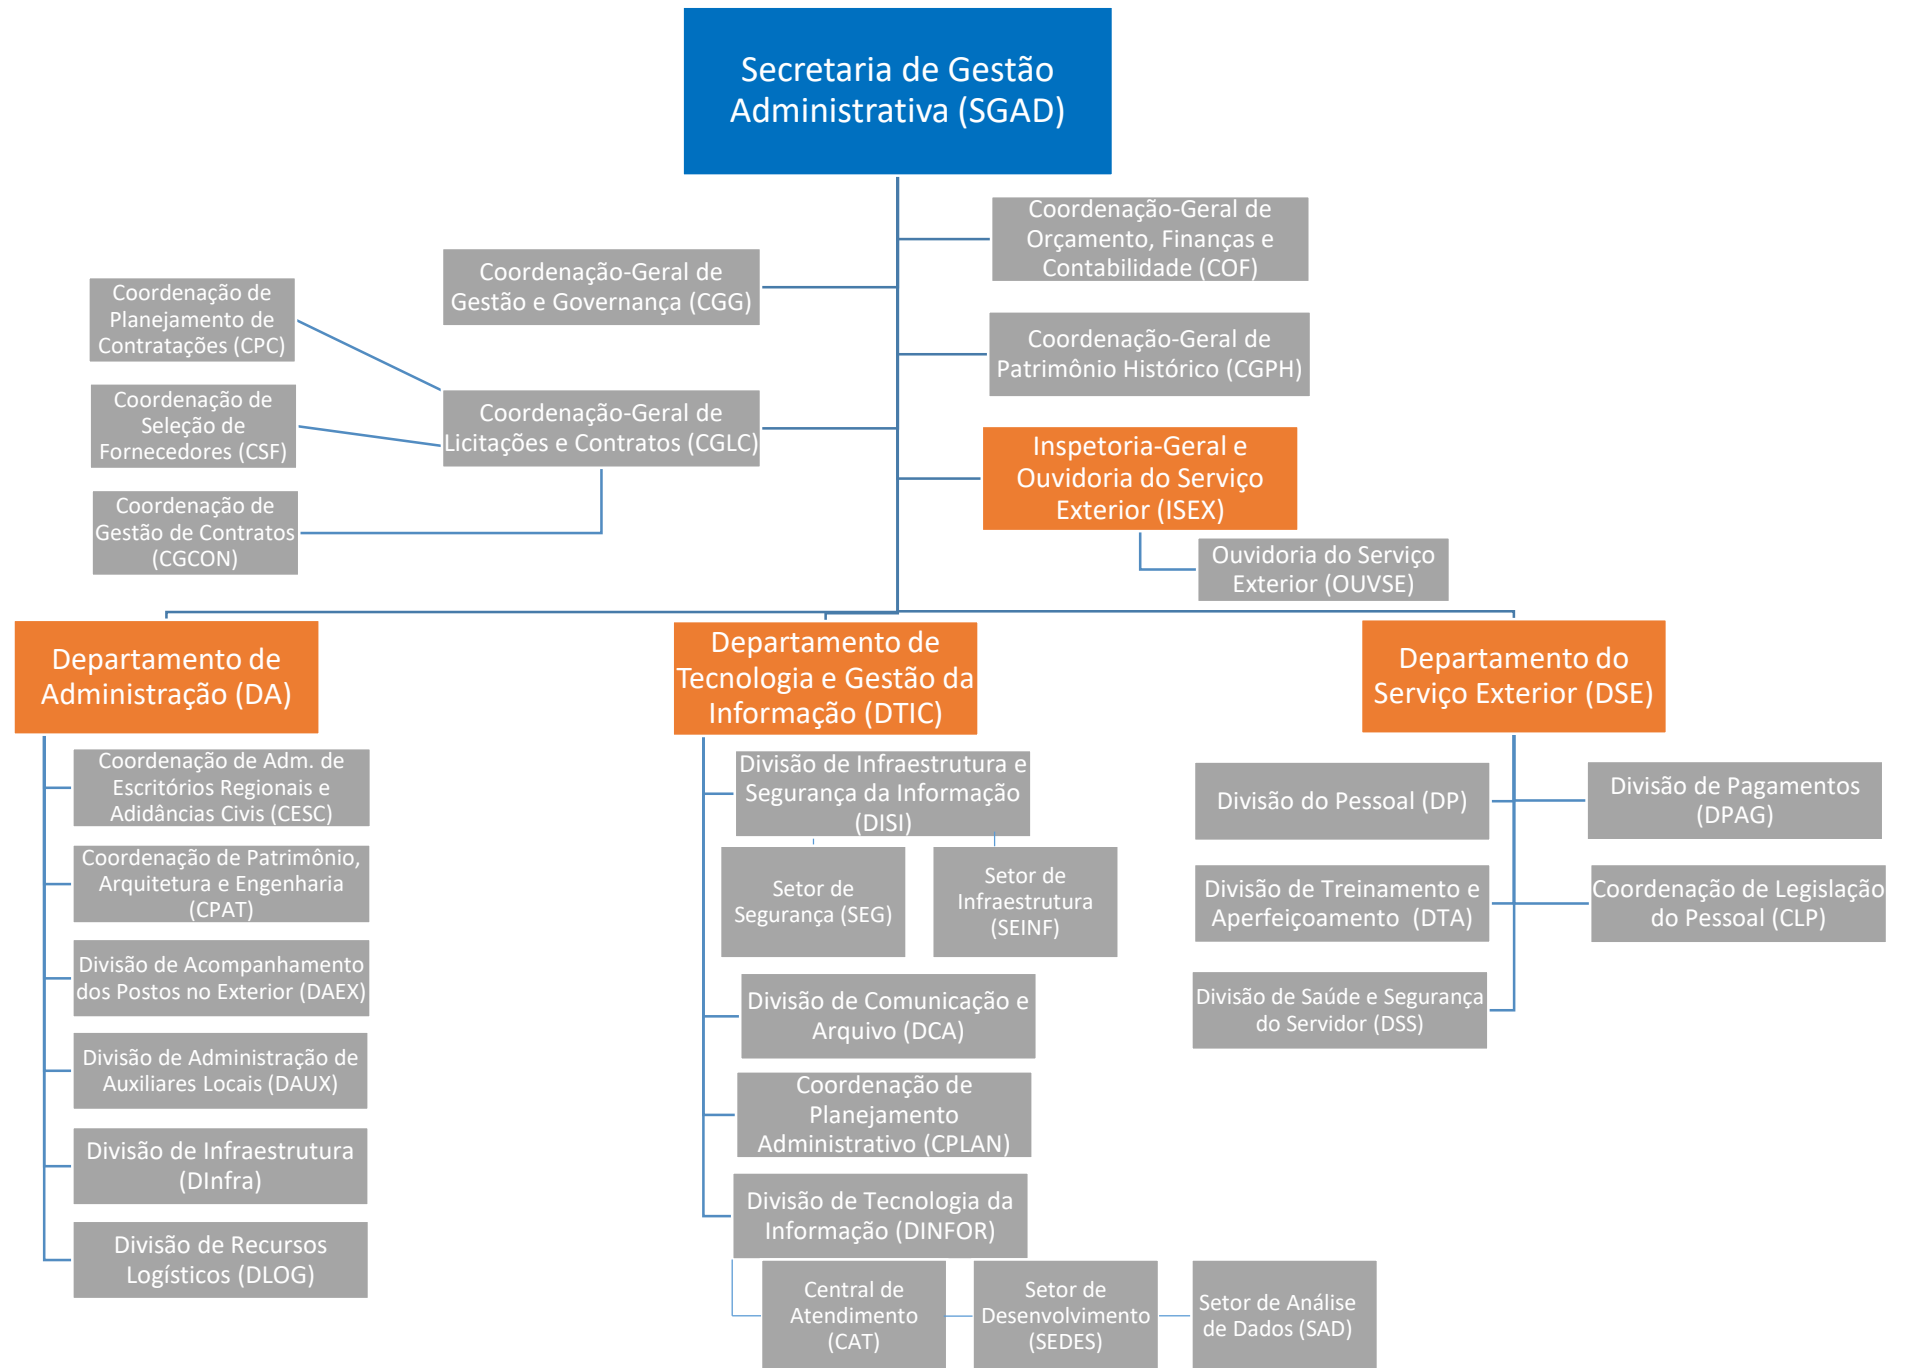 Secretaria de Gestão
Administrativa (SGAD)
Coordenação-Geral de
Orçamento, Finanças e
Contabilidade (COF)
Coordenação-Geral de
Gestão e Governança (CGG)
Coordenação de
Planejamento de
Contratações (CPC)
Coordenação-Geral de
Patrimônio Histórico (CGPH)
Coordenação de
Seleção de
Fornecedores (CSF)
Coordenação-Geral de
Licitações e Contratos (CGLC)
Inspetoria-Geral e
Ouvidoria do Serviço
Exterior (ISEX)
Coordenação de
Gestão de Contratos
(CGCON)
Ouvidoria do Serviço
Exterior (OUVSE)
Departamento de
Administração (DA)
Coordenação de Adm. de
Escritórios Regionais e
Adidâncias Civis (CESC)
Coordenação de Patrimônio,
Arquitetura e Engenharia
(CPAT)
Divisão de Acompanhamento
dos Postos no Exterior (DAEX)
Divisão de Administração de
Auxiliares Locais (DAUX)
Divisão de Infraestrutura
(DInfra)
Divisão de Recursos
Logísticos (DLOG)
Departamento de
Tecnologia e Gestão da
Informação (DTIC)
Divisão de Infraestrutura e
Segurança da Informação
(DISI)
Setor de
Segurança (SEG)
Setor de
Infraestrutura
(SEINF)
Divisão de Comunicação e
Arquivo (DCA)
Coordenação de
Planejamento
Administrativo (CPLAN)
Divisão de Tecnologia da
Informação (DINFOR)
Central de
Atendimento
(CAT)
Setor de
Desenvolvimento
(SEDES)
Setor de Análise
de Dados (SAD)
Departamento do
Serviço Exterior (DSE)
Divisão do Pessoal (DP)
Divisão de Pagamentos
(DPAG)
Divisão de Treinamento e
Aperfeiçoamento (DTA)
Coordenação de Legislação
do Pessoal (CLP)
Divisão de Saúde e Segurança
do Servidor (DSS)